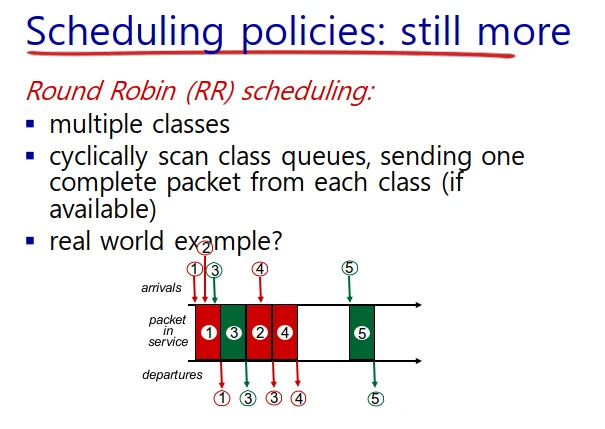 Scheduling policies: still more
Round Robin (RR) scheduling:
▪ multiple classes
▪ cyclically scan class queues, sending one
complete packet from each class (if
available)
▪ real world example?
2
1 3 4 5
arrivals
packet
in
service
1 3 2 4 5
departures
1 3 3 4 5